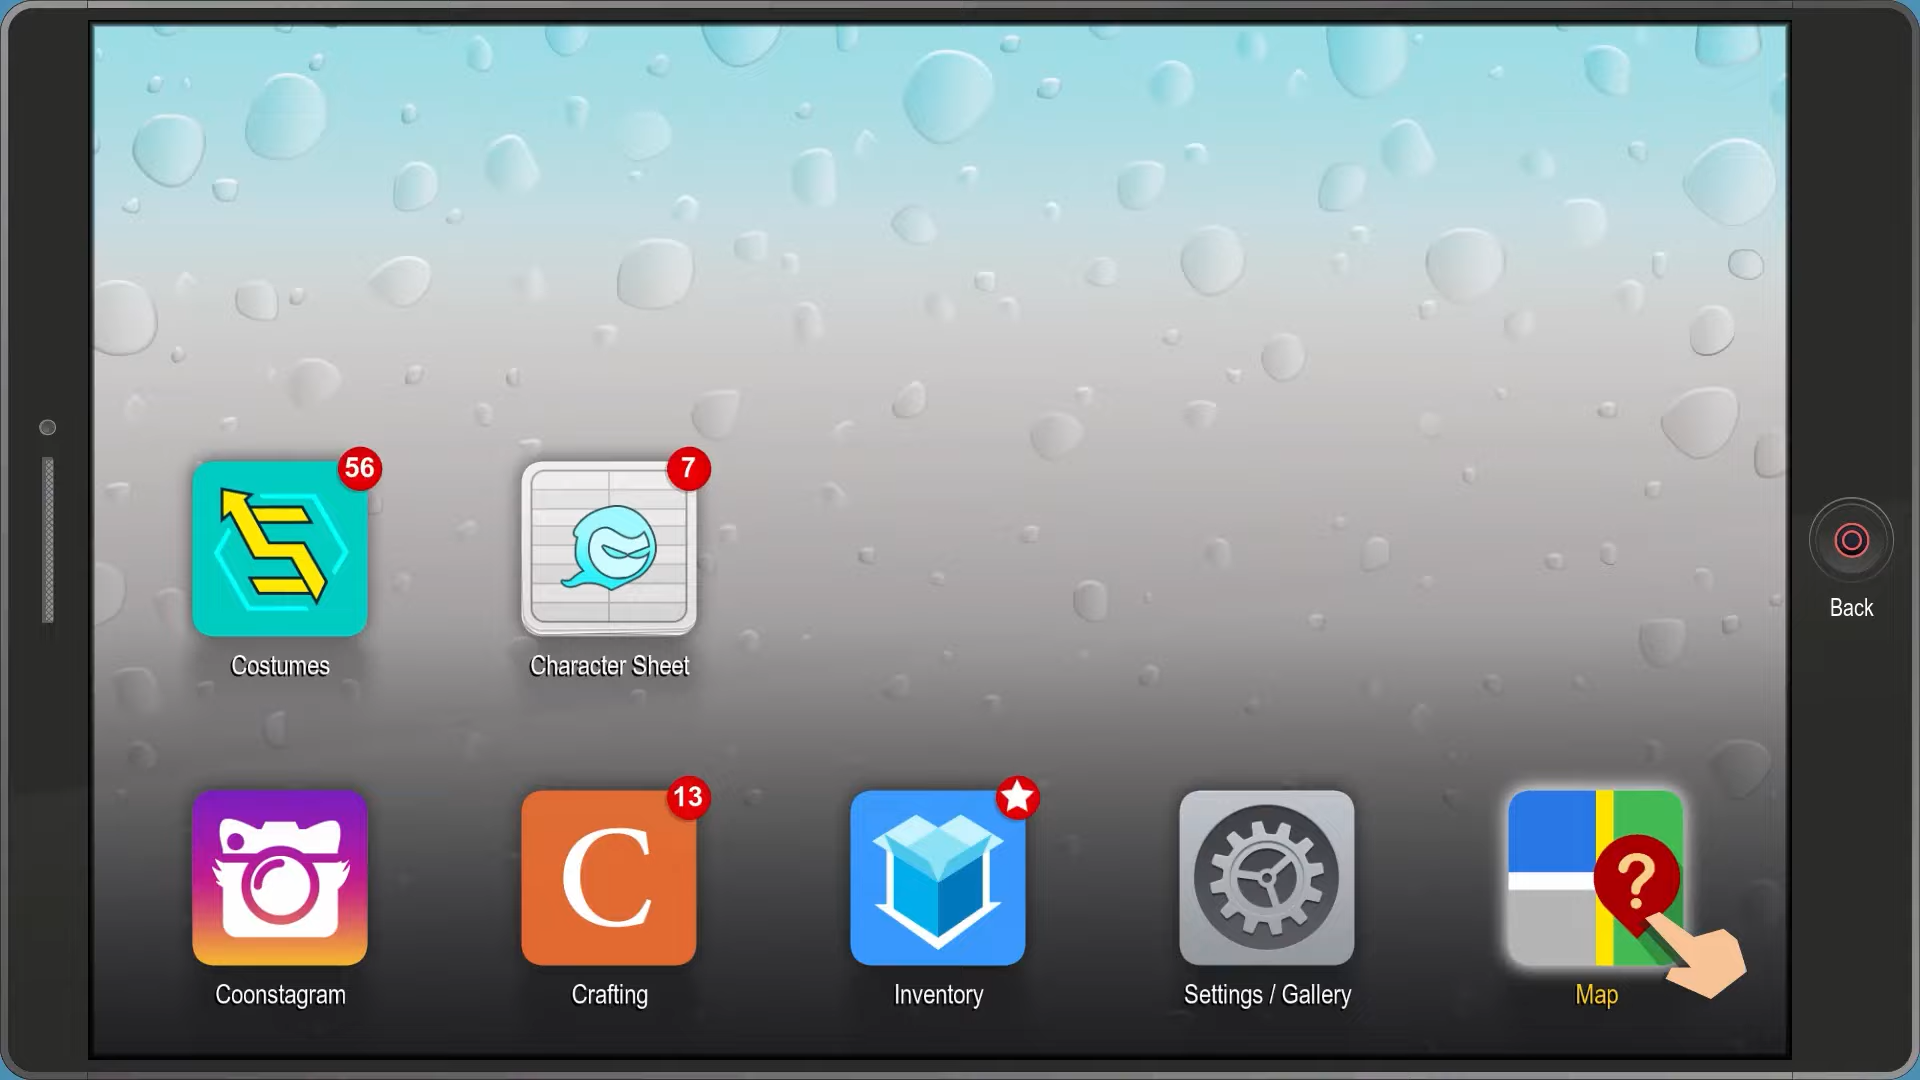 56
7
Costumes
Character Sheet
Back
13
C
?
Coonstagram
Crafting
Inventory
Settings / Gallery
Map